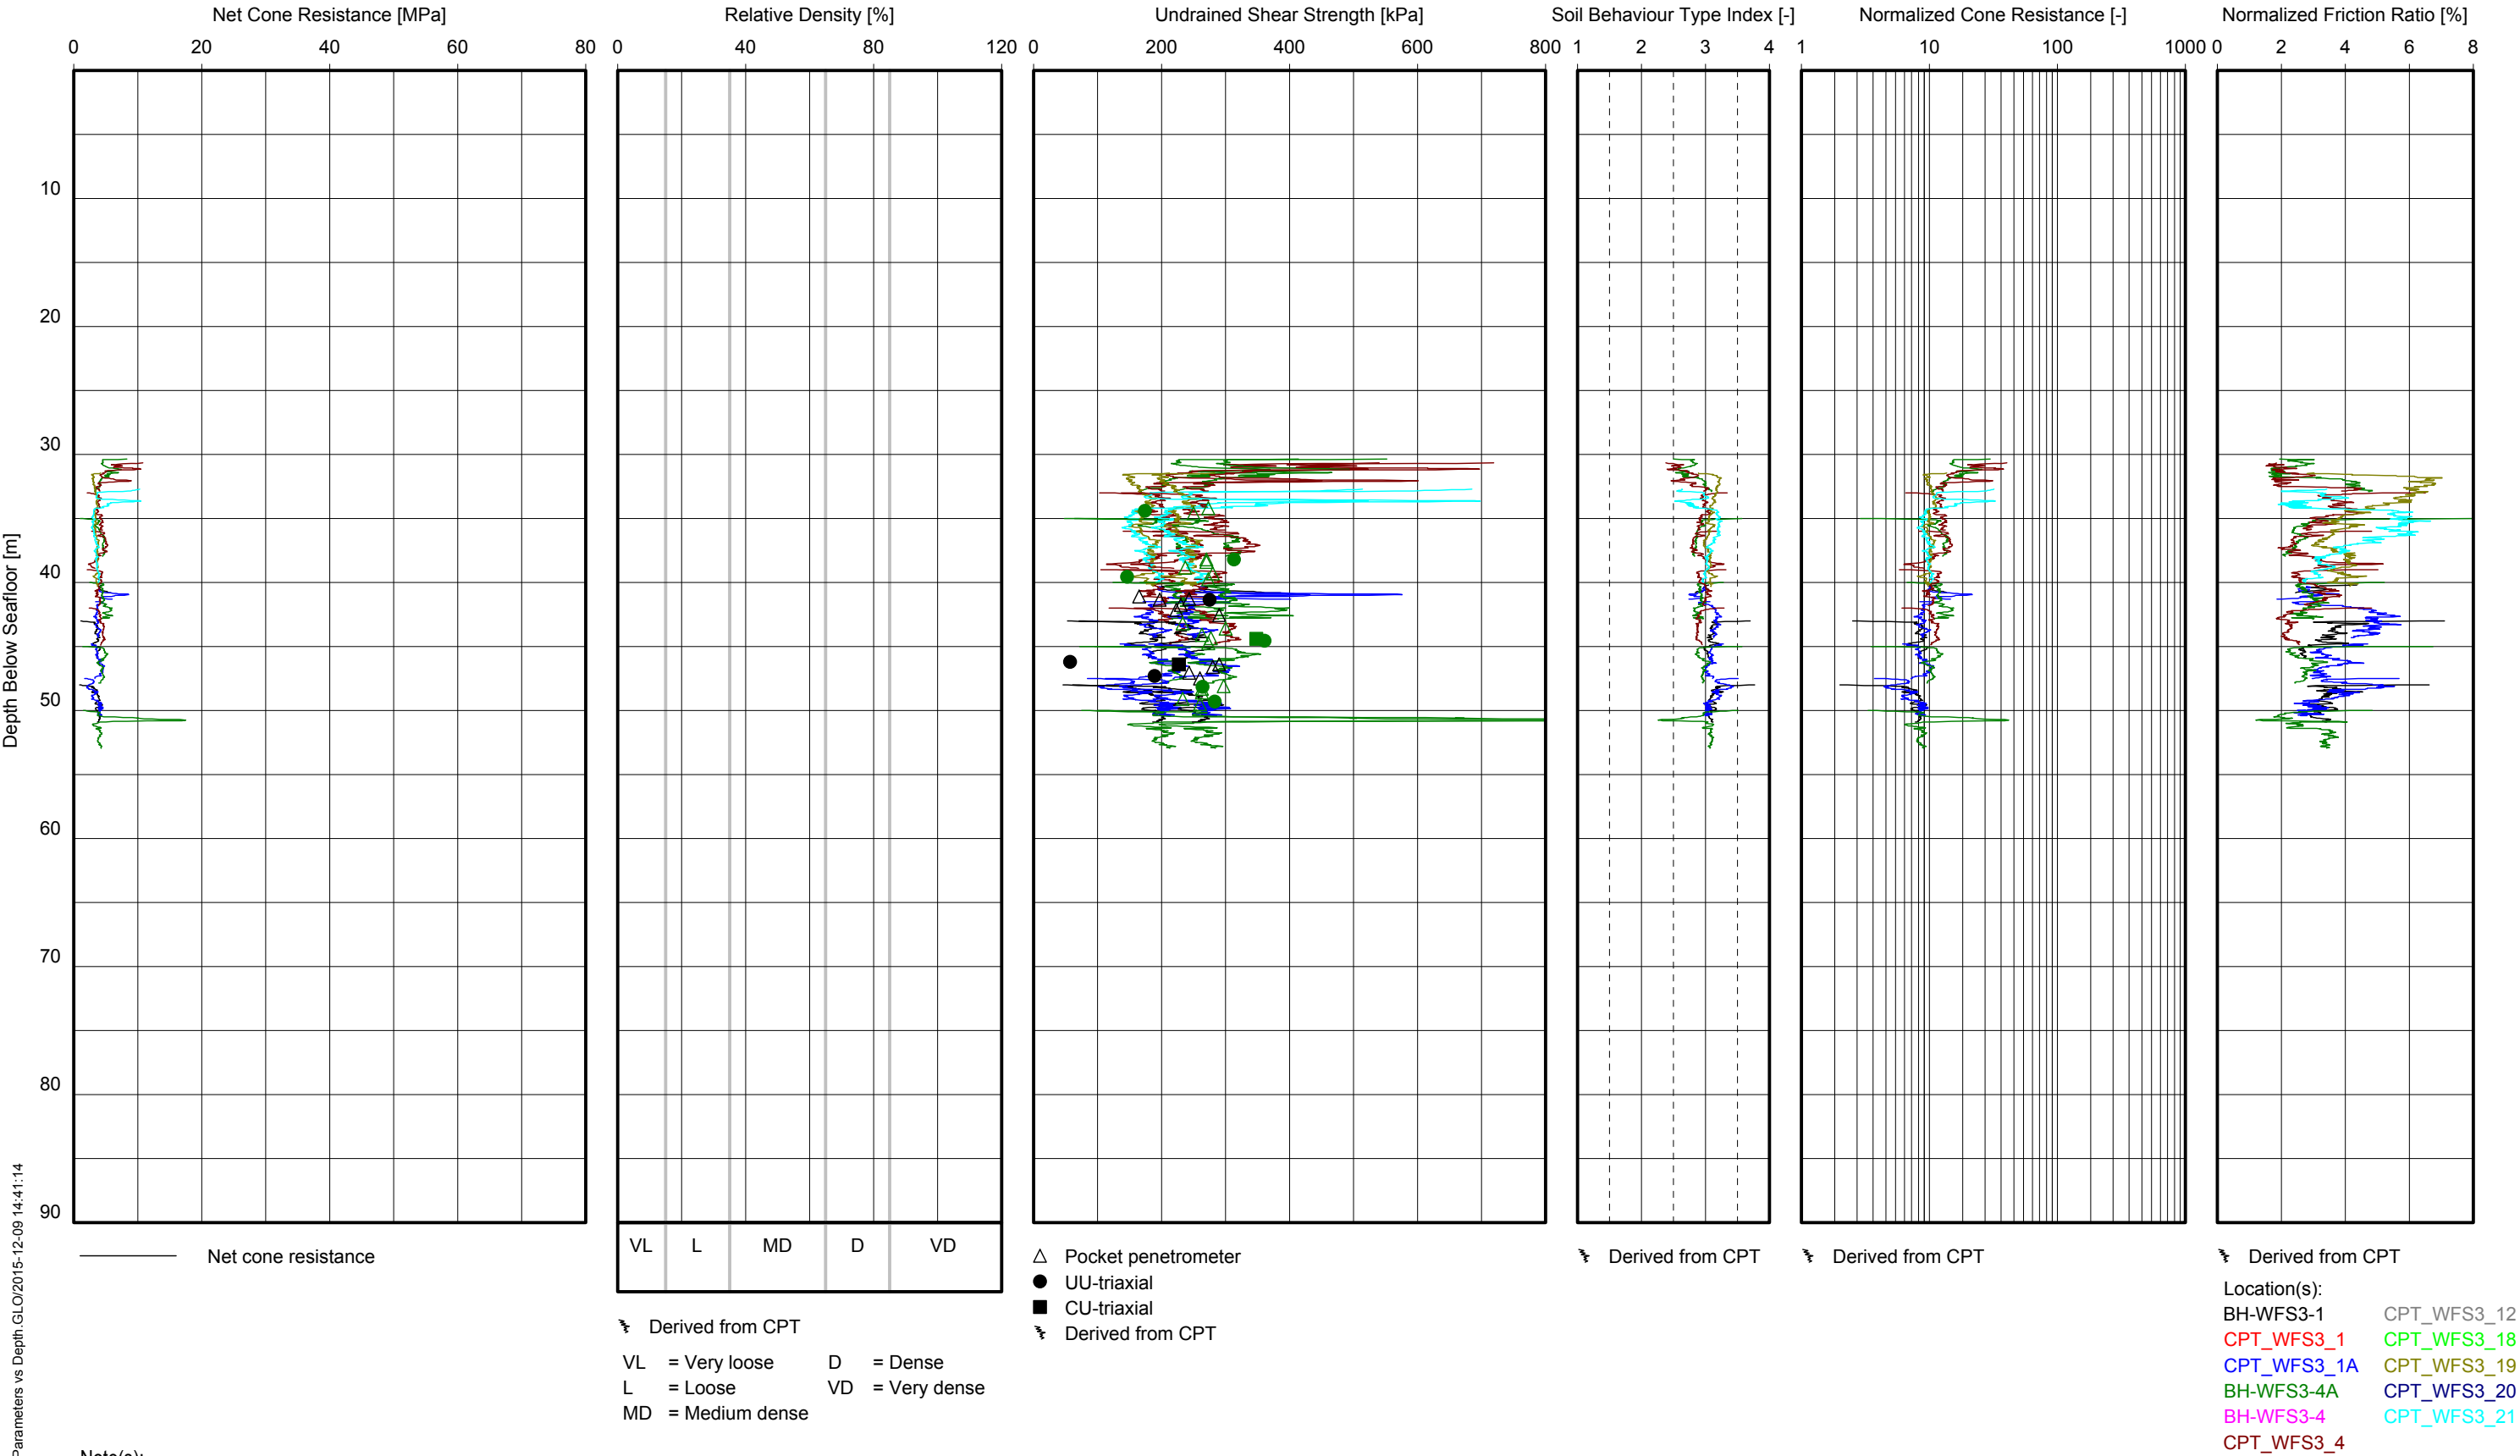 Net Cone Resistance [MPa]
0 20 40 60 80
Relative Density [%]
0 40 80 120
Undrained Shear Strength [kPa]
0 200 400 600 800
Soil Behaviour Type Index [-]
1 2 3 4
Normalized Cone Resistance [-]
1 10 100 1000
Normalized Friction Ratio [%]
0 2 4 6 8
Depth Below Seafloor [m]
10
20
30
40
50
60
70
80
90
Net cone resistance
VL L MD D VD
Derived from CPT
VL = Very loose D = Dense
L = Loose VD = Very dense
MD = Medium dense
Pocket penetrometer
UU-triaxial
CU-triaxial
Derived from CPT
Derived from CPT
Derived from CPT
Derived from CPT
Location(s):
BH-WFS3-1 CPT_WFS3_12
CPT_WFS3_1 CPT_WFS3_18
CPT_WFS3_1A CPT_WFS3_19
BH-WFS3-4A CPT_WFS3_20
BH-WFS3-4 CPT_WFS3_21
CPT_WFS3_4
Parameters vs Depth.GLO/2015-12-09 14:41:14
Note(s):